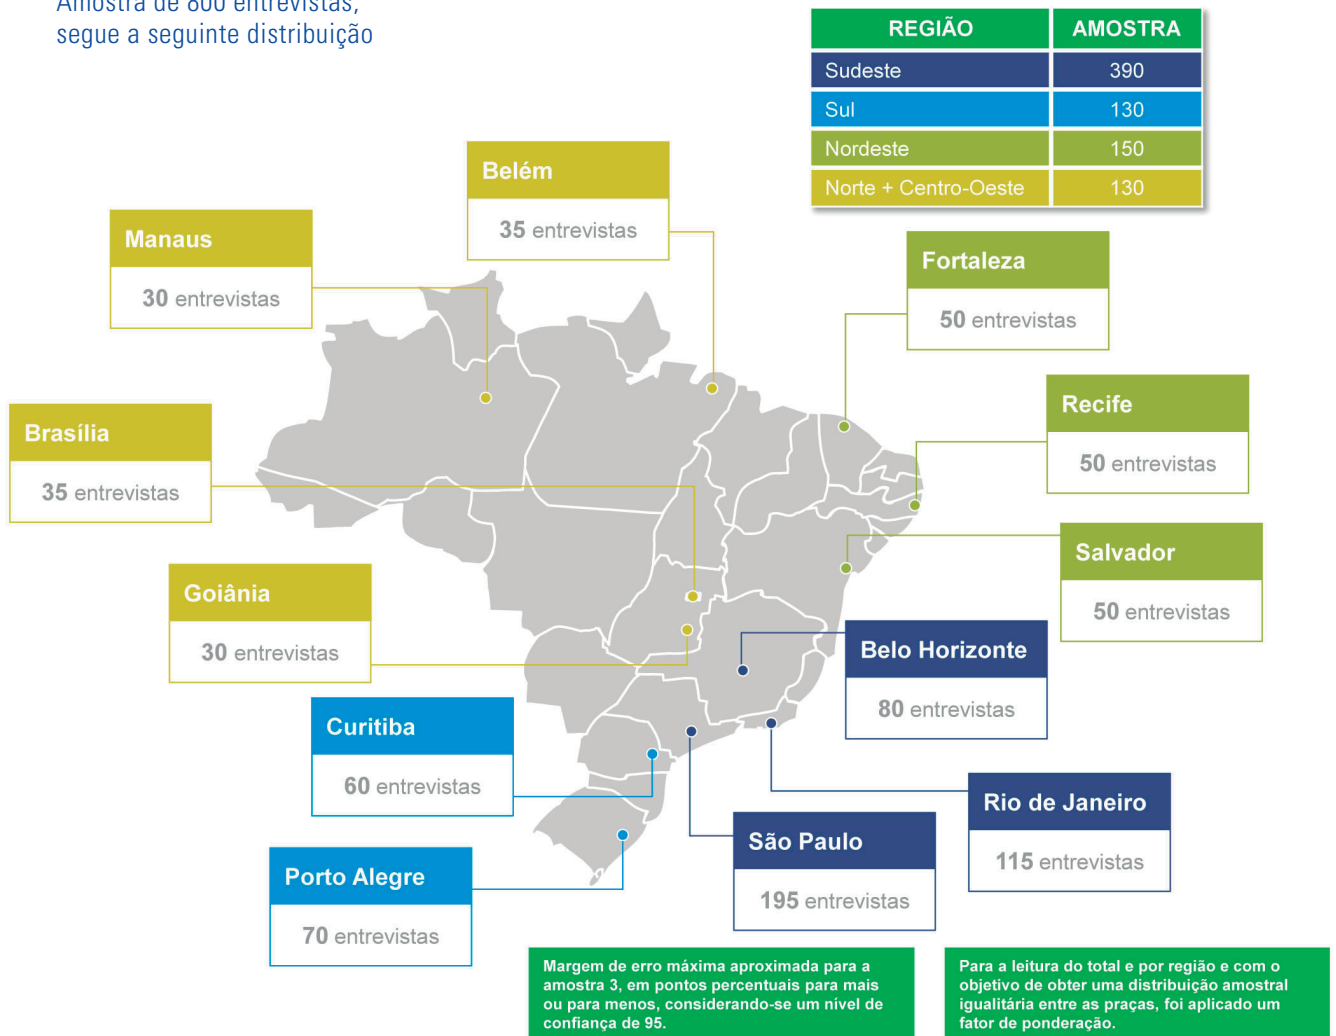 Amostra de 800 entrevistas,
segue a seguinte distribuição
REGIÃO AMOSTRA
Sudeste 390
Sul 130
Nordeste 150
Norte + Centro-Oeste 130
Belém
35 entrevistas
Manaus
30 entrevistas
Fortaleza
50 entrevistas
Recife
50 entrevistas
Brasília
35 entrevistas
Salvador
50 entrevistas
Goiânia
30 entrevistas
Belo Horizonte
80 entrevistas
Curitiba
60 entrevistas
Rio de Janeiro
115 entrevistas
São Paulo
195 entrevistas
Porto Alegre
70 entrevistas
Margem de erro máxima aproximada para a
amostra 3, em pontos percentuais para mais
ou para menos, considerando-se um nível de
confiança de 95.
Para a leitura do total e por região e com o
objetivo de obter uma distribuição amostral
igualitária entre as praças, foi aplicado um
fator de ponderação.